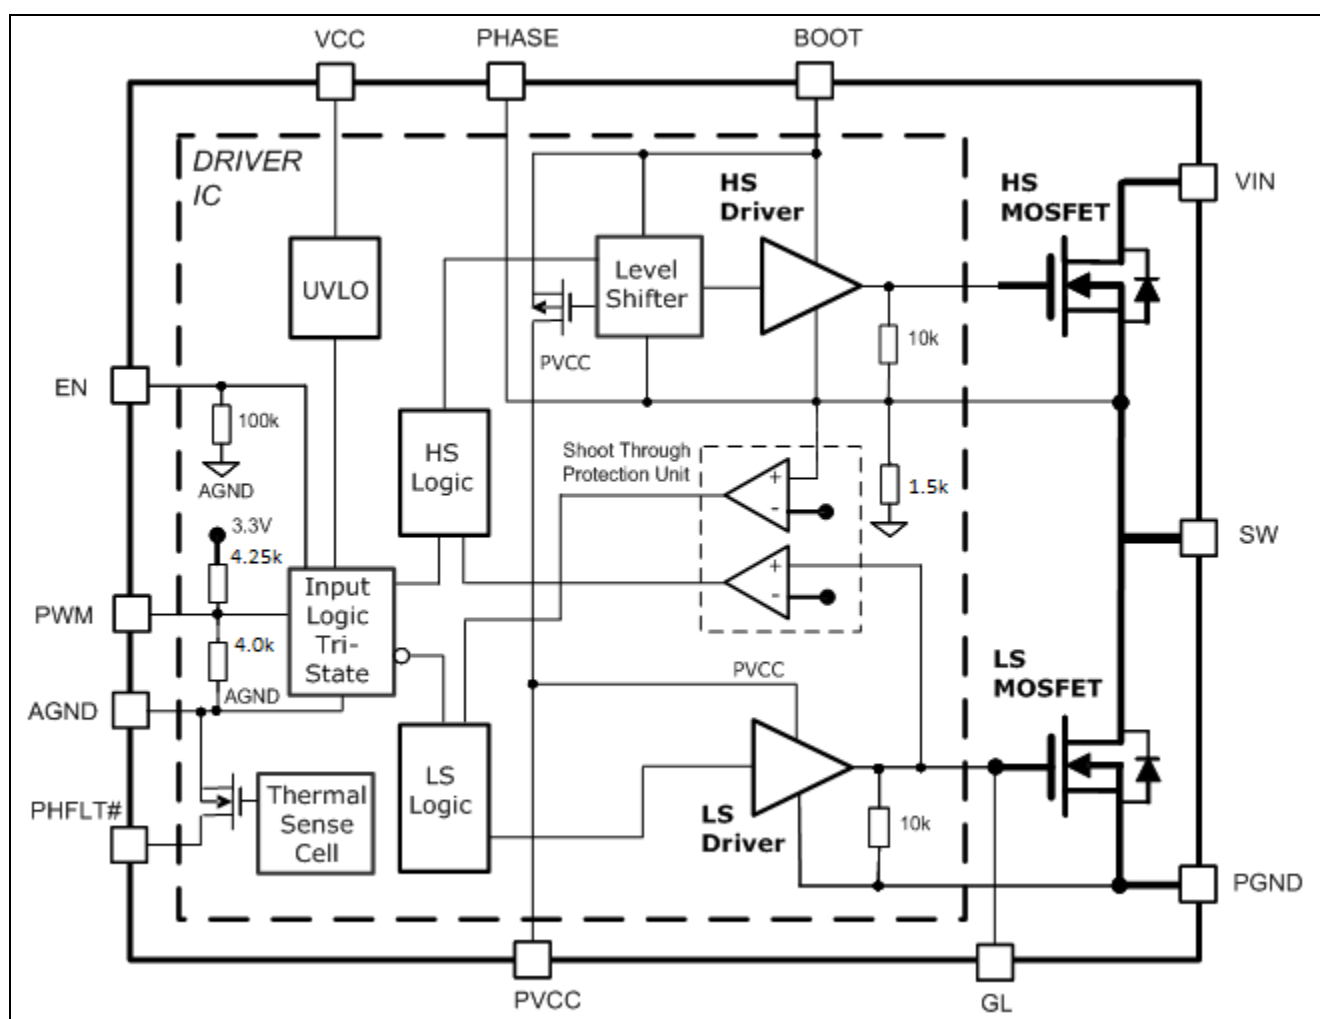 VCC
PHASE
BOOT
DRIVER
IC
HS
Driver
HS
MOSFET
VIN
UVLO
Level
Shifter
10k
PVCC
EN
100k
AGND
HS
Logic
Shoot Through
Protection Unit
+
-
1.5k
3.3V
4.25k
SW
PWM
Input
Logic
Tri-
State
+
-
4.0k
AGND
AGND
PVCC
LS
MOSFET
PHFLT#
Thermal
Sense
Cell
LS
Logic
LS
Driver
10k
PGND
PVCC
GL